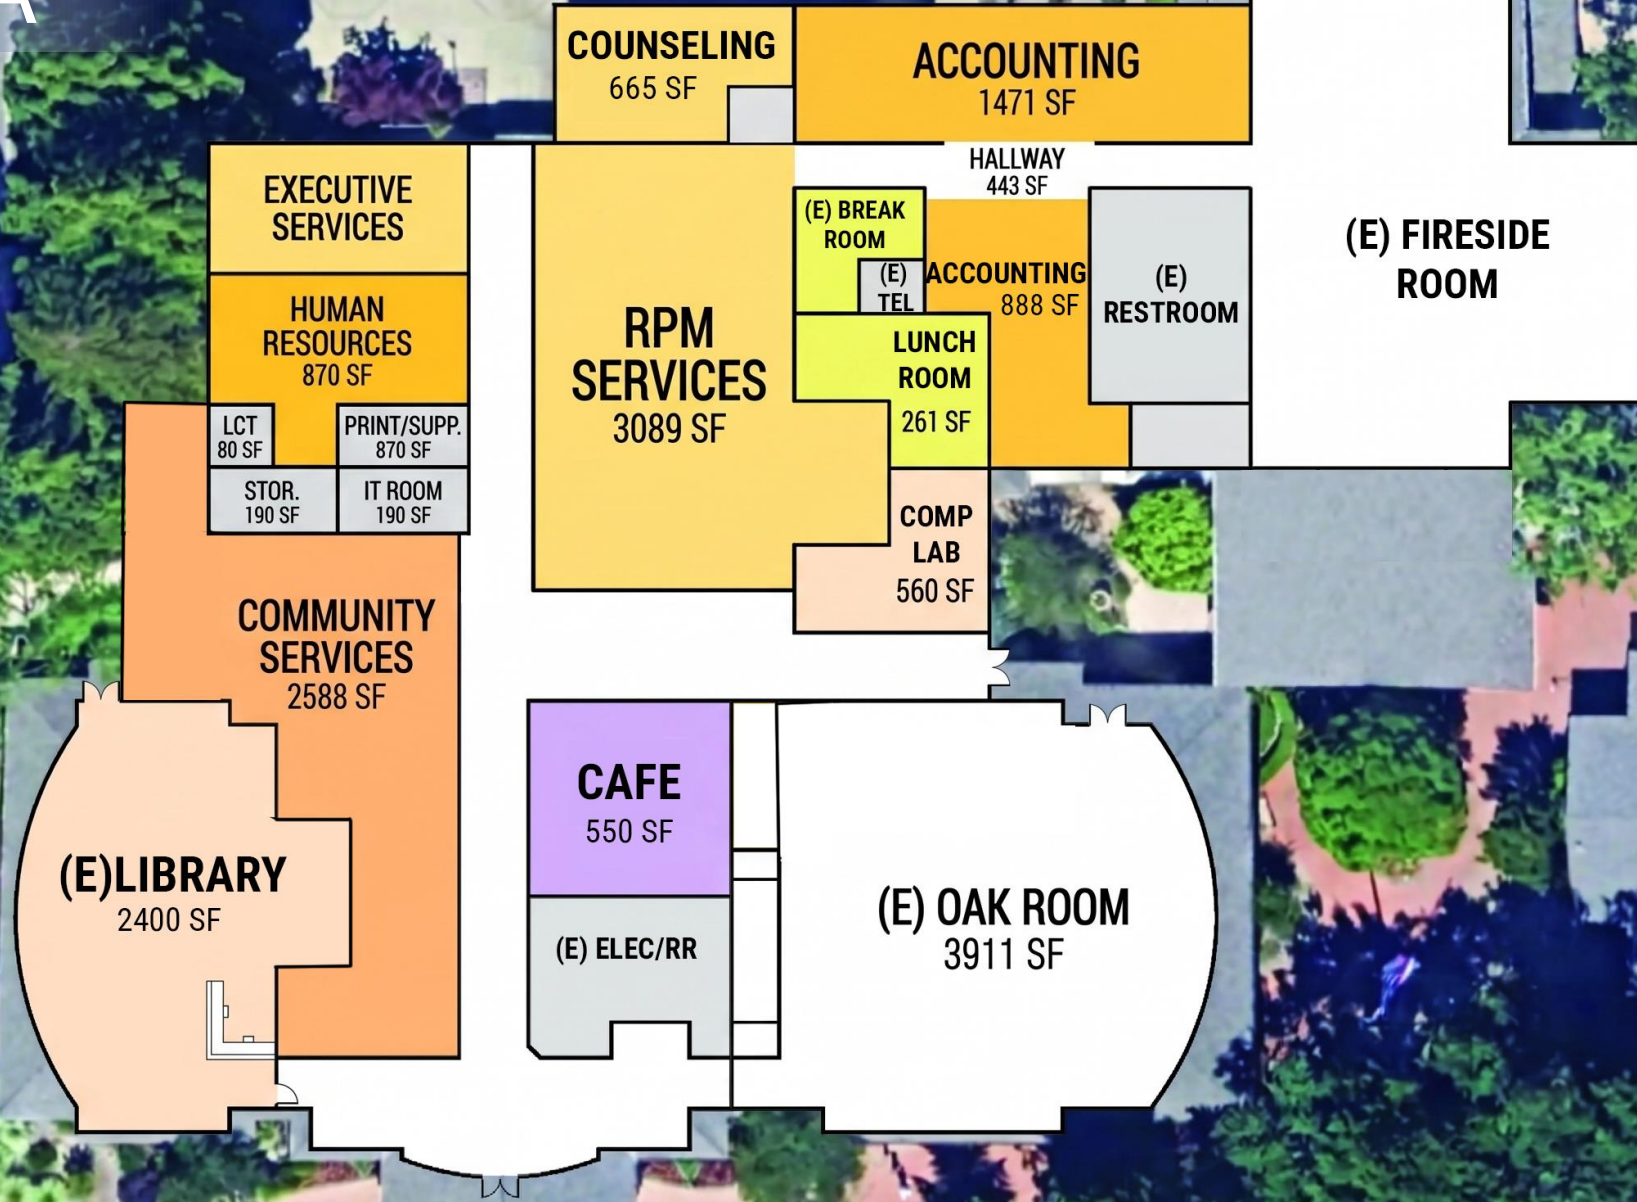 A
COUNSELING
665 SF
ACCOUNTING
1471 SF
HALLWAY
443 SF
EXECUTIVE
SERVICES
(E) BREAK
ROOM
(E)
TEL
ACCOUNTING
888 SF
(E)
RESTROOM
(E) FIRESIDE
ROOM
HUMAN
RESOURCES
870 SF
RPM
SERVICES
3089 SF
LUNCH
ROOM
261 SF
LCT
80 SF
PRINT/SUPP.
870 SF
STOR.
190 SF
IT ROOM
190 SF
COMP
LAB
560 SF
COMMUNITY
SERVICES
2588 SF
CAFE
550 SF
(E)LIBRARY
2400 SF
(E) ELEC/RR
(E) OAK ROOM
3911 SF